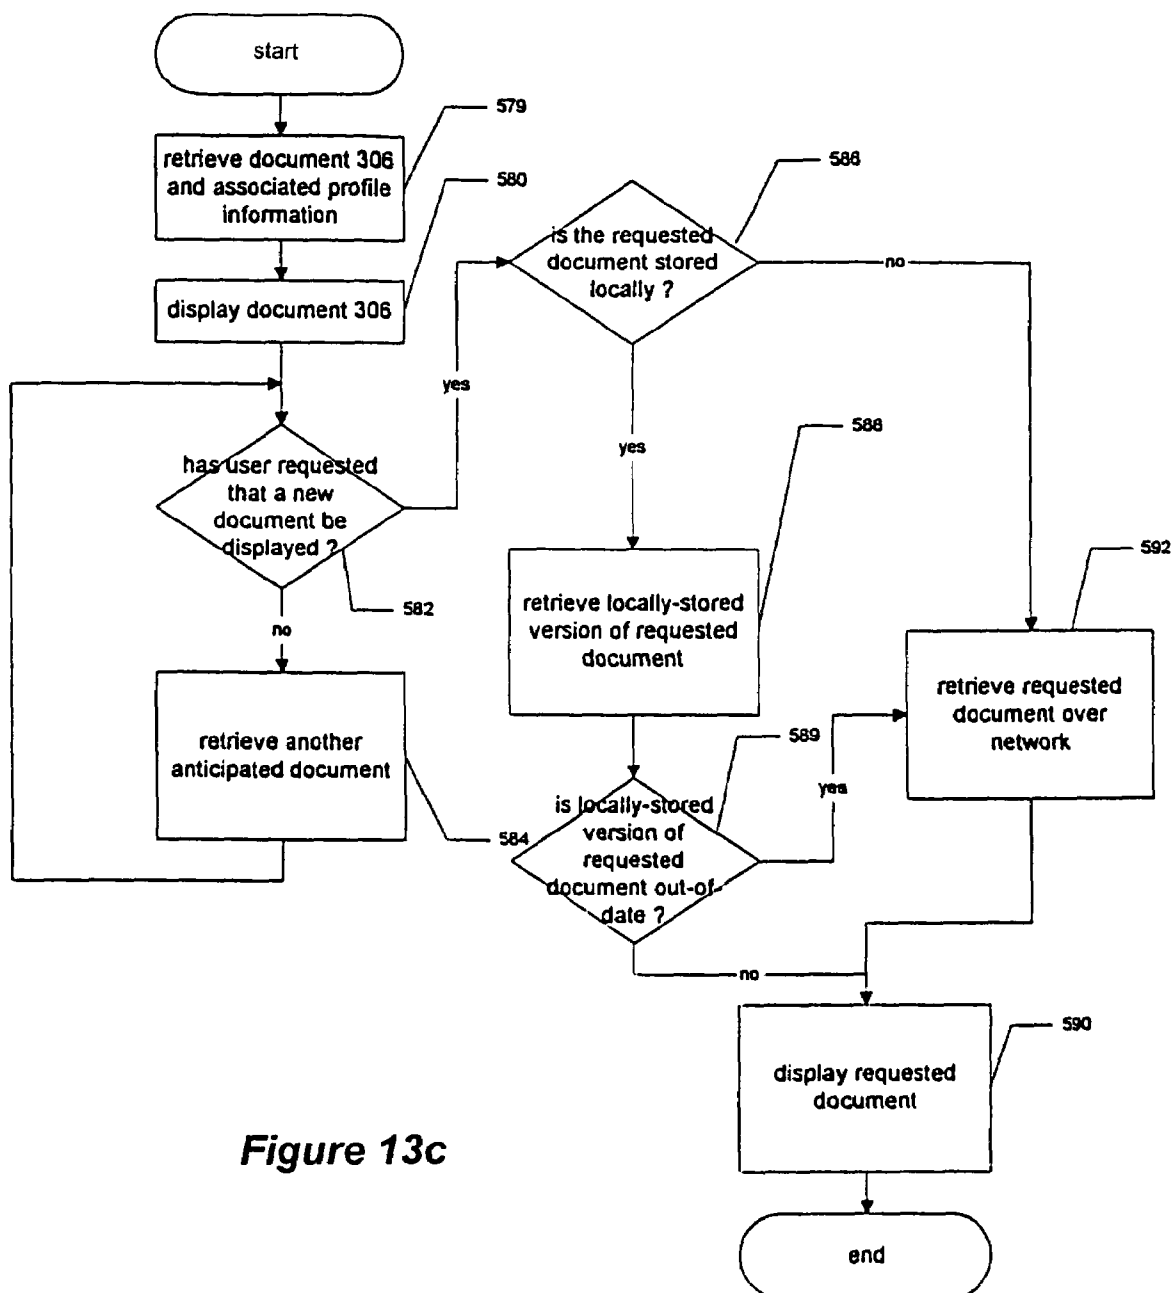 start
579
retrieve document 306
and associated profile
information
580
display document 306
has user requested
that a new
document be
displayed ?
582
yes
no
retrieve another
anticipated document
584
586
is the requested
document stored
locally ?
no
yes
588
retrieve locally-stored
version of requested
document
589
is locally-stored
version of
requested
document out-of-
date ?
yes
no
592
retrieve requested
document over
network
590
display requested
document
end
Figure 13c